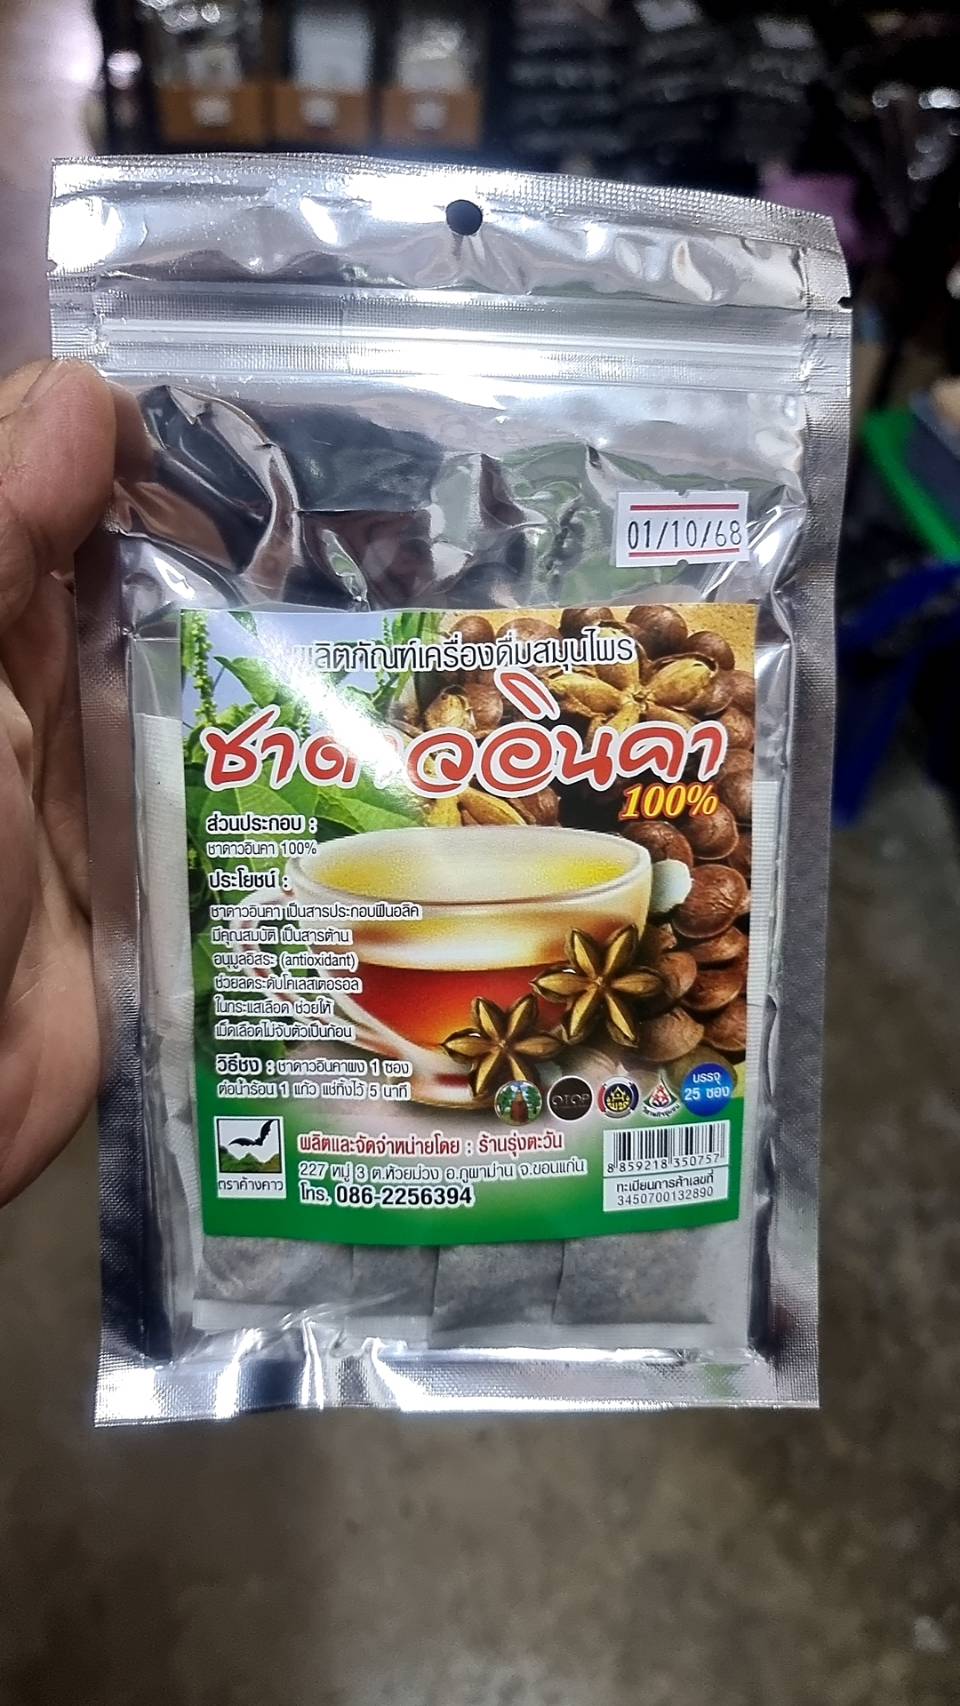 01/10/68
ผลิตภัณฑ์เครื่องดื่มสมุนไพร
ชาดาวอินคา
100%
ส่วนประกอบ :
ชาดาวอินคา 100%
ประโยชน์ :
ชาดาวอินคา เป็นสารประกอบฟีนอลิค
มีคุณสมบัติ เป็นสารต้าน
อนุมูลอิสระ (antioxidant)
ช่วยลดระดับโคเลสเตอรอล
ในกระแสเลือด ช่วยให้
เม็ดเลือดไม่จับตัวเป็นก้อน
วิธีชง : ชาดาวอินคาผง 1 ซอง
ต่อน้ำร้อน 1 แก้ว แช่ทิ้งไว้ 5 นาที
OTOP
บรรจุ
25 ซอง
ตราค้างคาว
ผลิตและจัดจำหน่ายโดย : ร้านรุ่งตะวัน
227 หมู่ 3 ต.ห้วยม่วง อ.ภูผาม่าน จ.ขอนแก่น
โทร. 086-2256394
8 859218 350757
ทะเบียนการค้าเลขที่
3450700132890